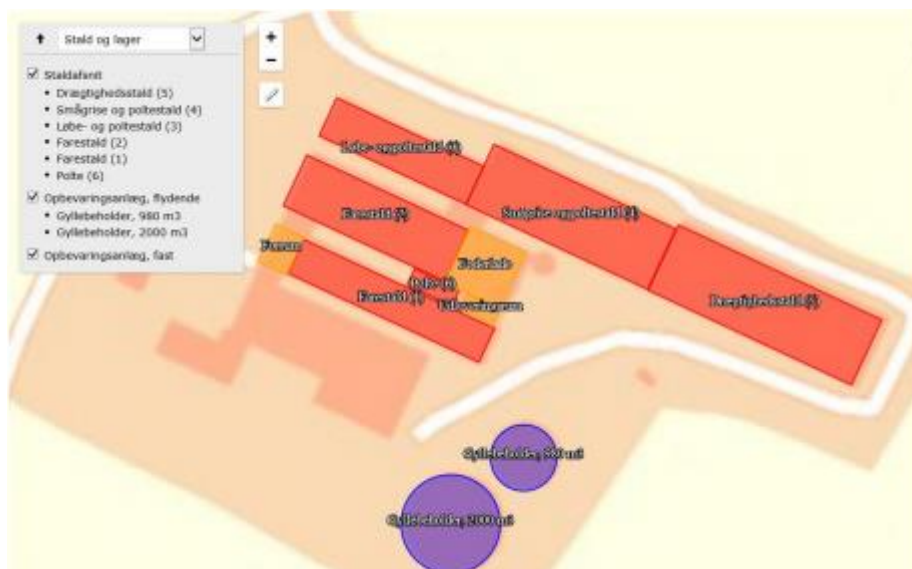 Stald og lager
Staldafsnit
Drægtighedsstald (5)
Smågrise og poltestald (4)
Løbe- og poltestald (3)
Farestald (2)
Farestald (1)
Polte (6)
Opbevaringsanlæg, flydende
Gyllebeholder, 980 m3
Gyllebeholder, 2000 m3
Opbevaringsanlæg, fast
+
−
Løbe- og poltestald (3)
Smågrise og poltestald (4)
Farestald (2)
Forrum
Foderlade
Polte (6)
Farestald (1)
Udleveringsrum
Drægtighedsstald (5)
Gyllebeholder, 980 m3
Gyllebeholder, 2000 m3